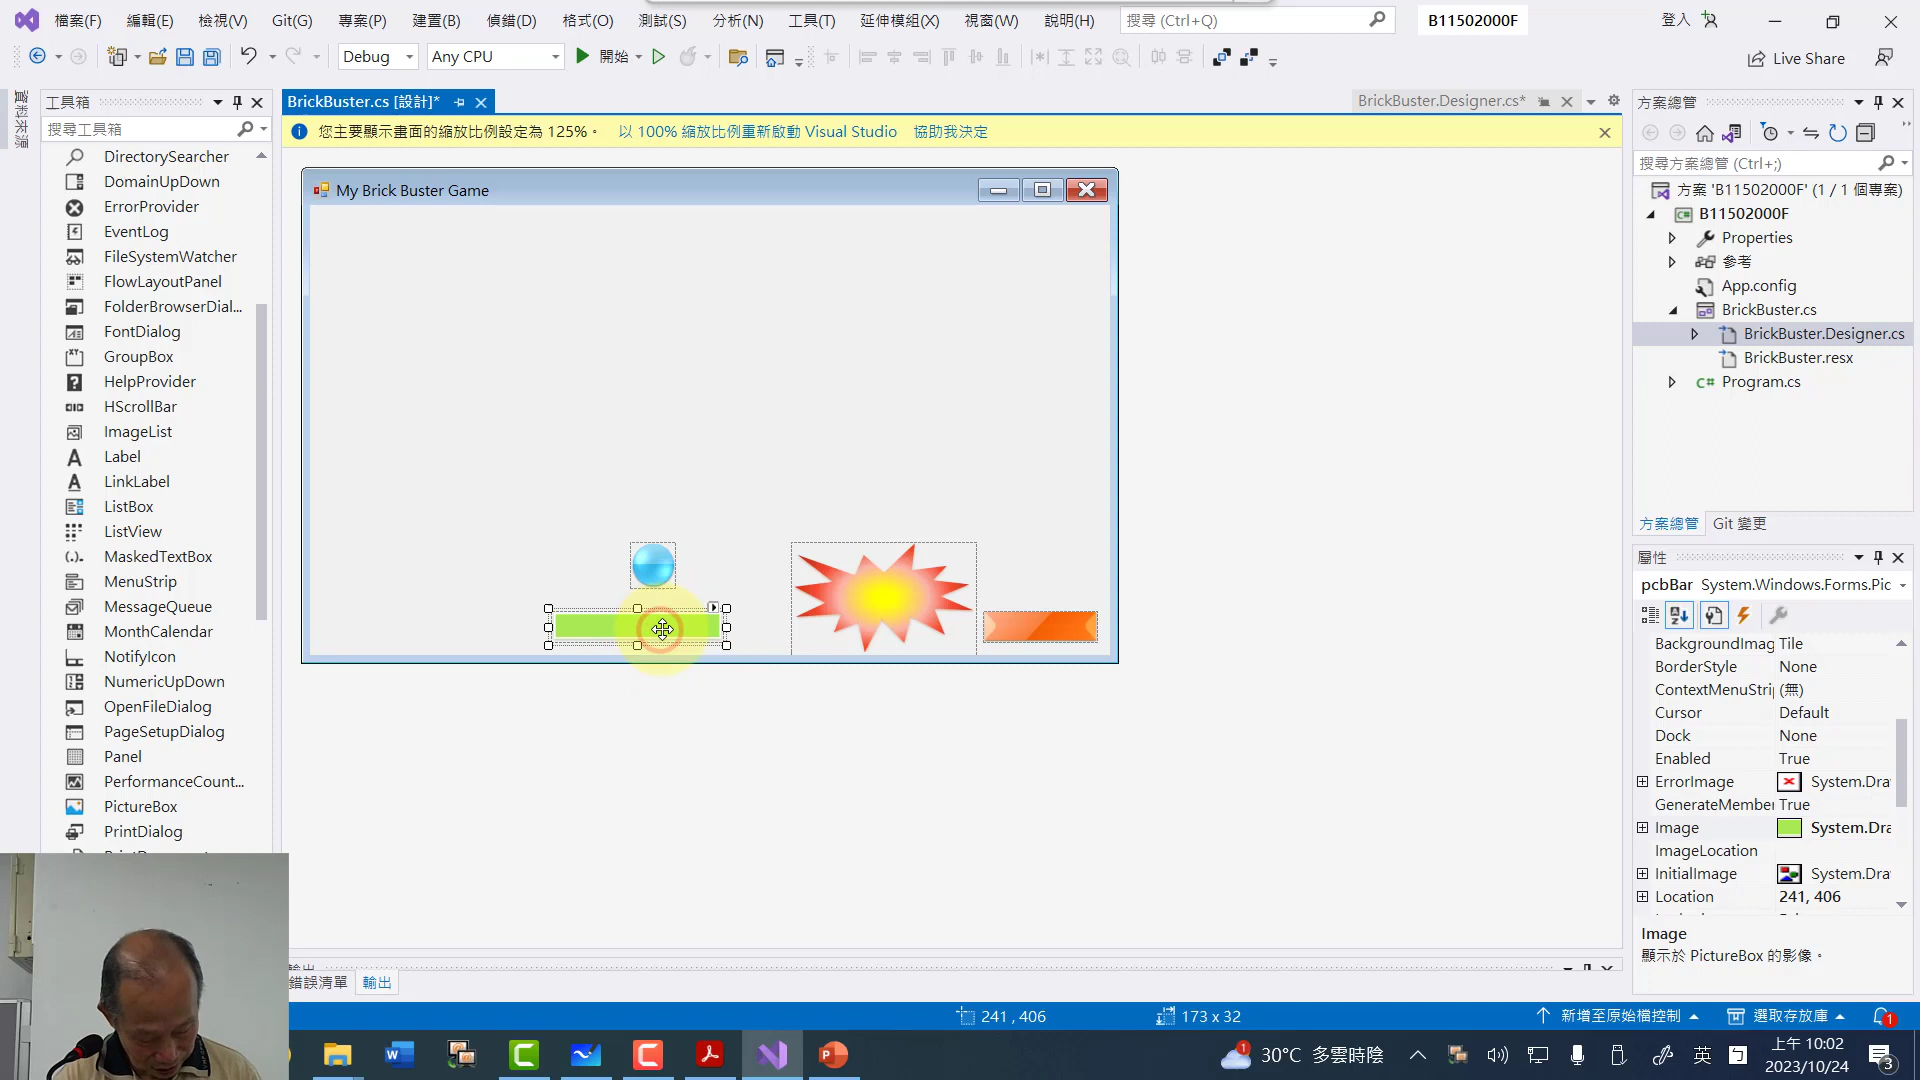 檔案(F) 編輯(E) 檢視(V) Git(G) 專案(P) 建置(B) 偵錯(D) 格式(O) 測試(S) 分析(N) 工具(T) 延伸模組(X) 視窗(W) 說明(H) 搜尋 (Ctrl+Q) B11502000F 登入
Debug Any CPU 開始 Live Share
資料來源
工具箱
搜尋工具箱
DirectorySearcher
DomainUpDown
ErrorProvider
EventLog
FileSystemWatcher
FlowLayoutPanel
FolderBrowserDial...
FontDialog
GroupBox
HelpProvider
HScrollBar
ImageList
Label
LinkLabel
ListBox
ListView
MaskedTextBox
MenuStrip
MessageQueue
MonthCalendar
NotifyIcon
NumericUpDown
OpenFileDialog
PageSetupDialog
Panel
PerformanceCount...
PictureBox
PrintDialog
BrickBuster.cs [設計]*
BrickBuster.Designer.cs*
您主要顯示畫面的縮放比例設定為 125%。 以 100% 縮放比例重新啟動 Visual Studio 協助我決定
My Brick Buster Game
錯誤清單 輸出
方案總管
搜尋方案總管 (Ctrl+;)
方案 'B11502000F' (1 / 1 個專案)
B11502000F
Properties
參考
App.config
BrickBuster.cs
BrickBuster.Designer.cs
BrickBuster.resx
Program.cs
方案總管 Git 變更
屬性
pcbBar System.Windows.Forms.Pic
BackgroundImag Tile
BorderStyle None
ContextMenuStrip (無)
Cursor Default
Dock None
Enabled True
ErrorImage System.Dra
GenerateMember True
Image System.Dra
ImageLocation
InitialImage System.Dra
Location 241, 406
Image
顯示於 PictureBox 的影像。
241 , 406 173 x 32 新增至原始檔控制 選取存放庫 1
1 30°C 多雲時陰 英 上午 10:02
2023/10/24 3